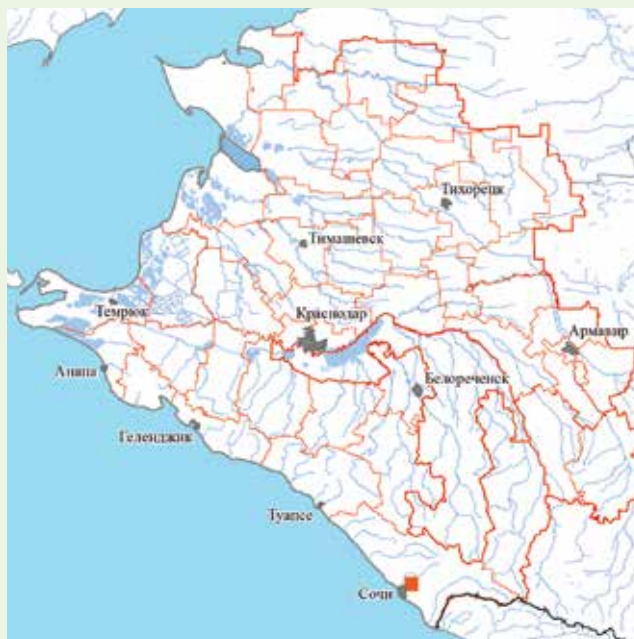 Тихорецк
Тимашевск
Темрюк
Краснодар
Армавир
Анапа
Белореченск
Геленджик
Туапсе
Сочи